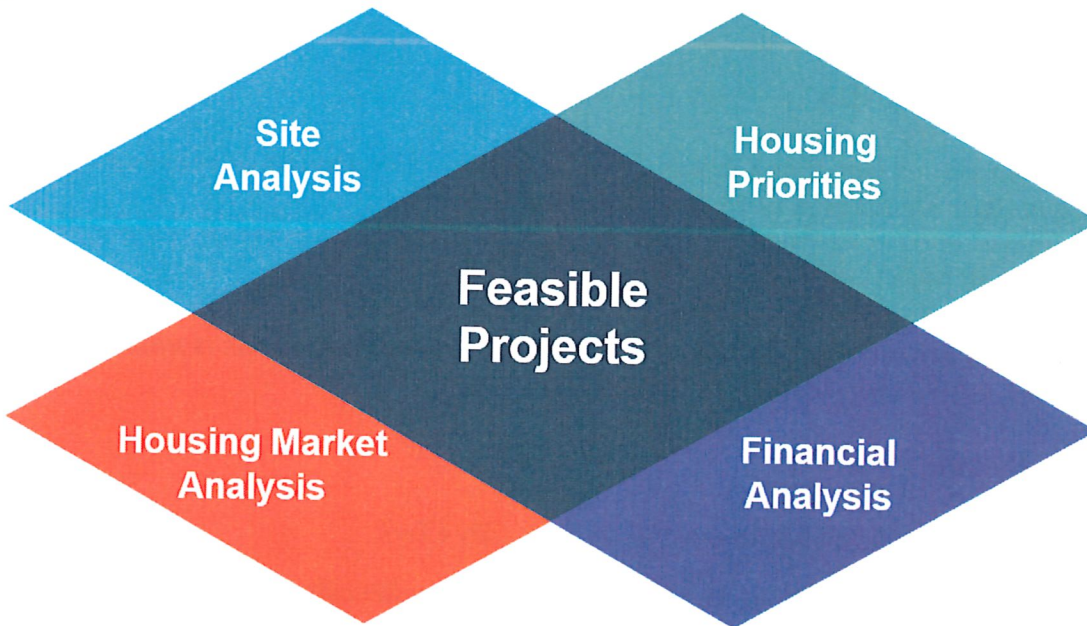 Site
Analysis
Housing
Priorities
Feasible
Projects
Housing Market
Analysis
Financial
Analysis